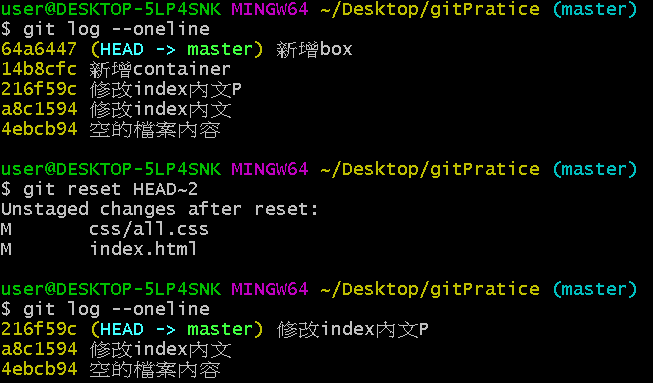 user@DESKTOP-5LP4SNK MINGW64 ~/Desktop/gitPratice (master)
$ git log --oneline
64a6447 (HEAD -> master) 新增box
14b8cfc 新增container
216f59c 修改index內文P
a8c1594 修改index內文
4ebcb94 空的檔案內容
user@DESKTOP-5LP4SNK MINGW64 ~/Desktop/gitPratice (master)
$ git reset HEAD~2
Unstaged changes after reset:
M       css/all.css
M       index.html
user@DESKTOP-5LP4SNK MINGW64 ~/Desktop/gitPratice (master)
$ git log --oneline
216f59c (HEAD -> master) 修改index內文P
a8c1594 修改index內文
4ebcb94 空的檔案內容